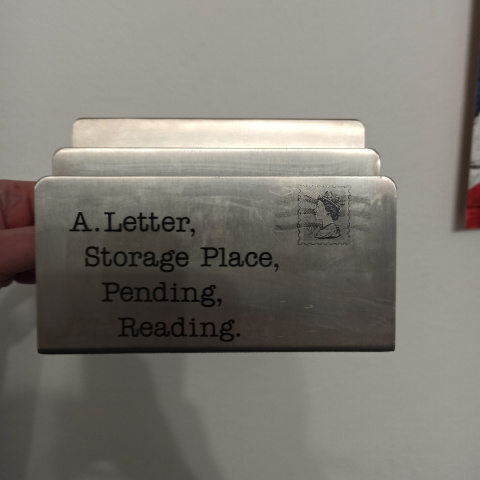 A. Letter,
Storage Place,
Pending,
Reading.